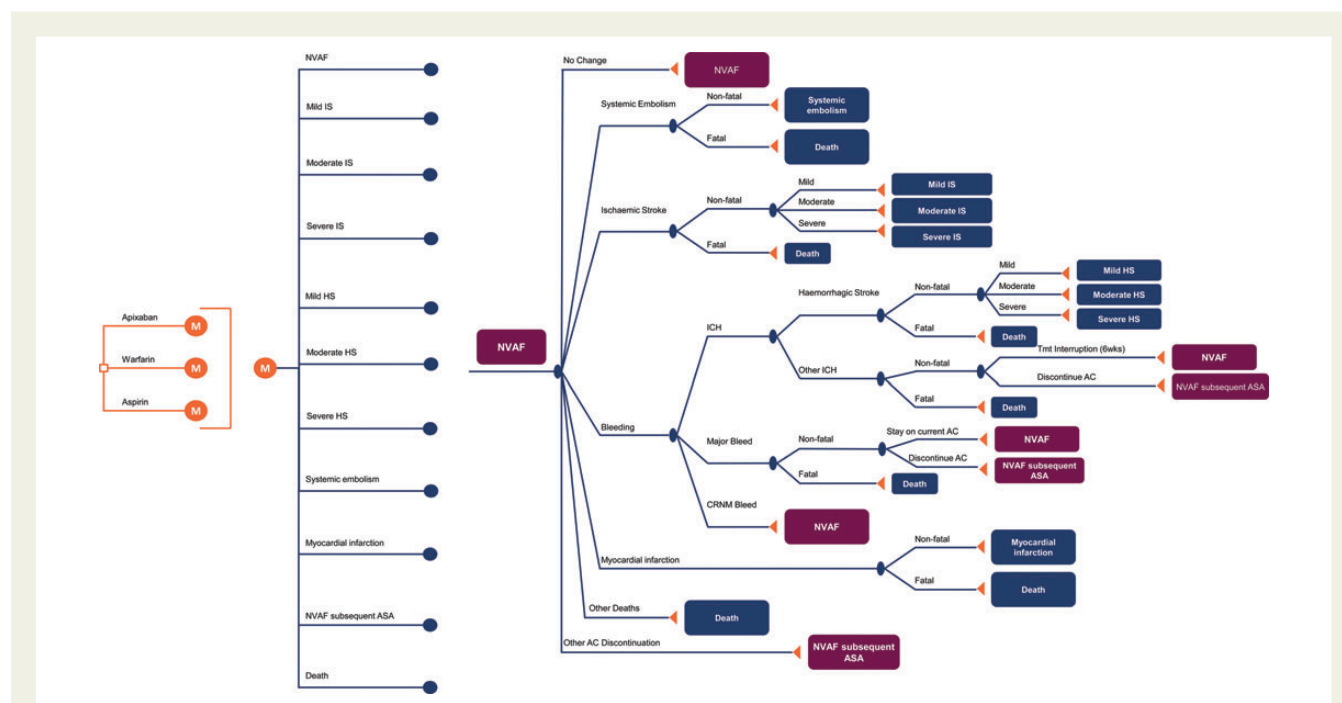 Apixaban
M
Warfarin
M
Aspirin
M
M
NVAF
Mild IS
Moderate IS
Severe IS
Mild HS
Moderate HS
Severe HS
Systemic embolism
Myocardial infarction
NVAF subsequent ASA
Death
NVAF
No Change
NVAF
Systemic Embolism
Non-fatal
Systemic
embolism
Fatal
Death
Ischaemic Stroke
Non-fatal
Mild
Mild IS
Moderate
Moderate IS
Severe
Severe IS
Fatal
Death
Bleeding
ICH
Haemorrhagic Stroke
Non-fatal
Mild
Mild HS
Moderate
Moderate HS
Severe
Severe HS
Fatal
Death
Other ICH
Non-fatal
Tmt Interruption (6wks)
NVAF
Discontinue AC
NVAF subsequent ASA
Fatal
Death
Major Bleed
Non-fatal
Stay on current AC
NVAF
Discontinue AC
NVAF subsequent
ASA
Fatal
Death
CRNM Bleed
NVAF
Myocardial infarction
Non-fatal
Myocardial
infarction
Fatal
Death
Other Deaths
Death
Other AC Discontinuation
NVAF subsequent
ASA